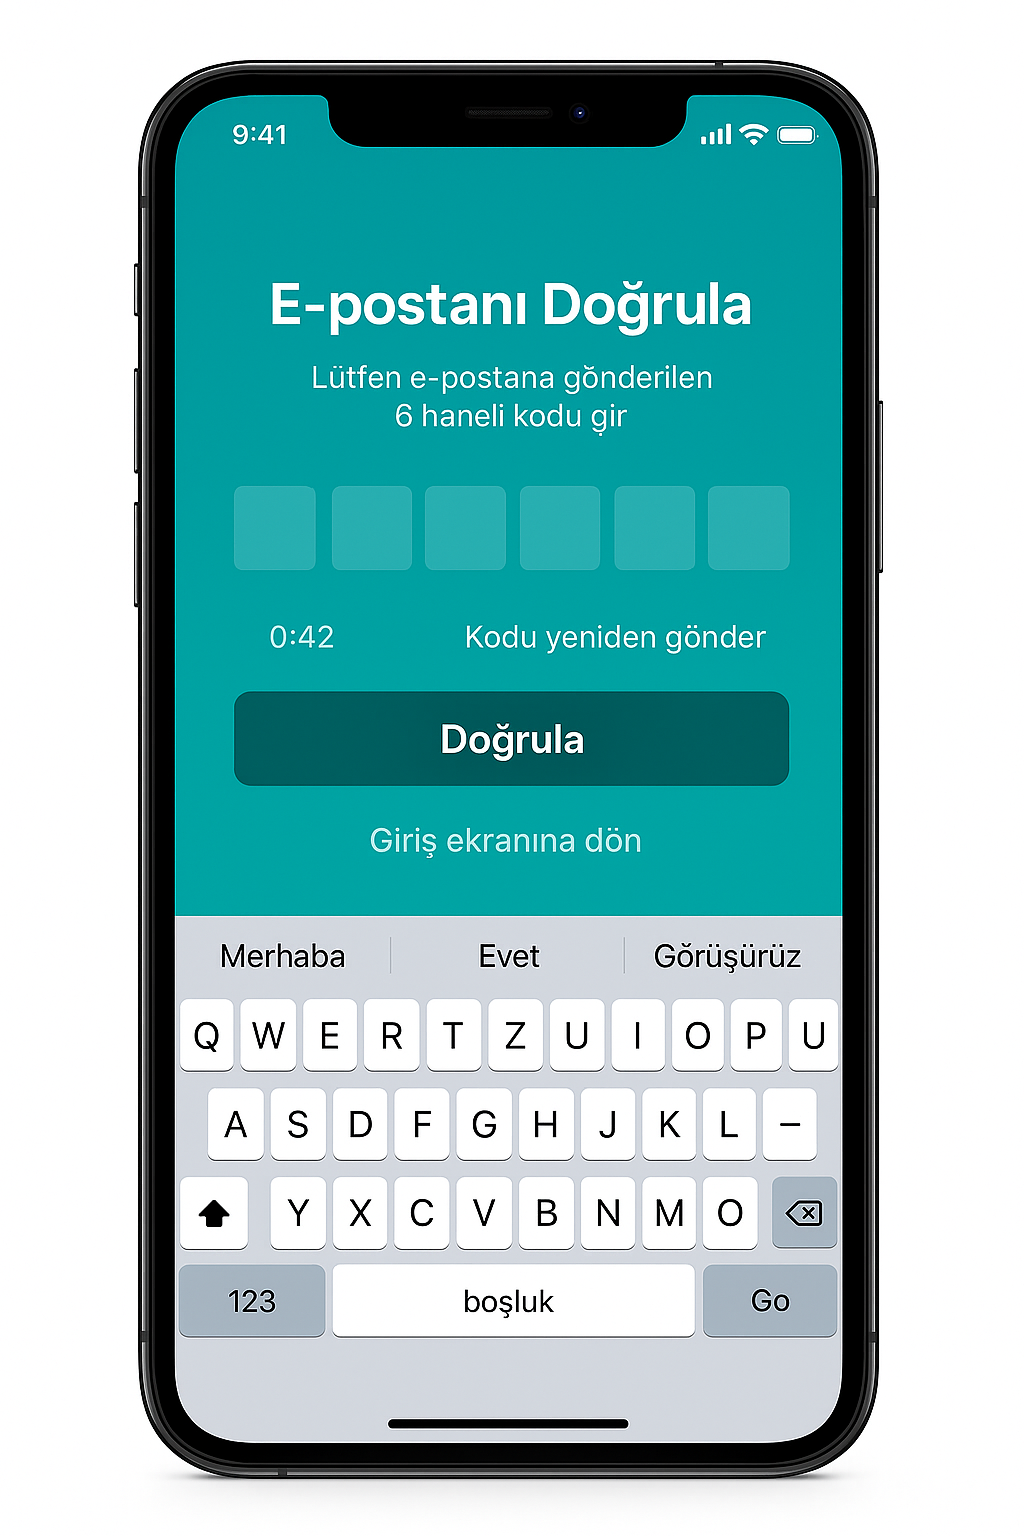 9:41
E-postanı Doğrula
Lütfen e-postana gönderilen
6 haneli kodu gir
0:42
Kodu yeniden gönder
Doğrula
Giriş ekranına dön
Merhaba
Evet
Görüşürüz
Q W E R T Z U I O P U
A S D F G H J K L –
Y X C V B N M O
123
boşluk
Go